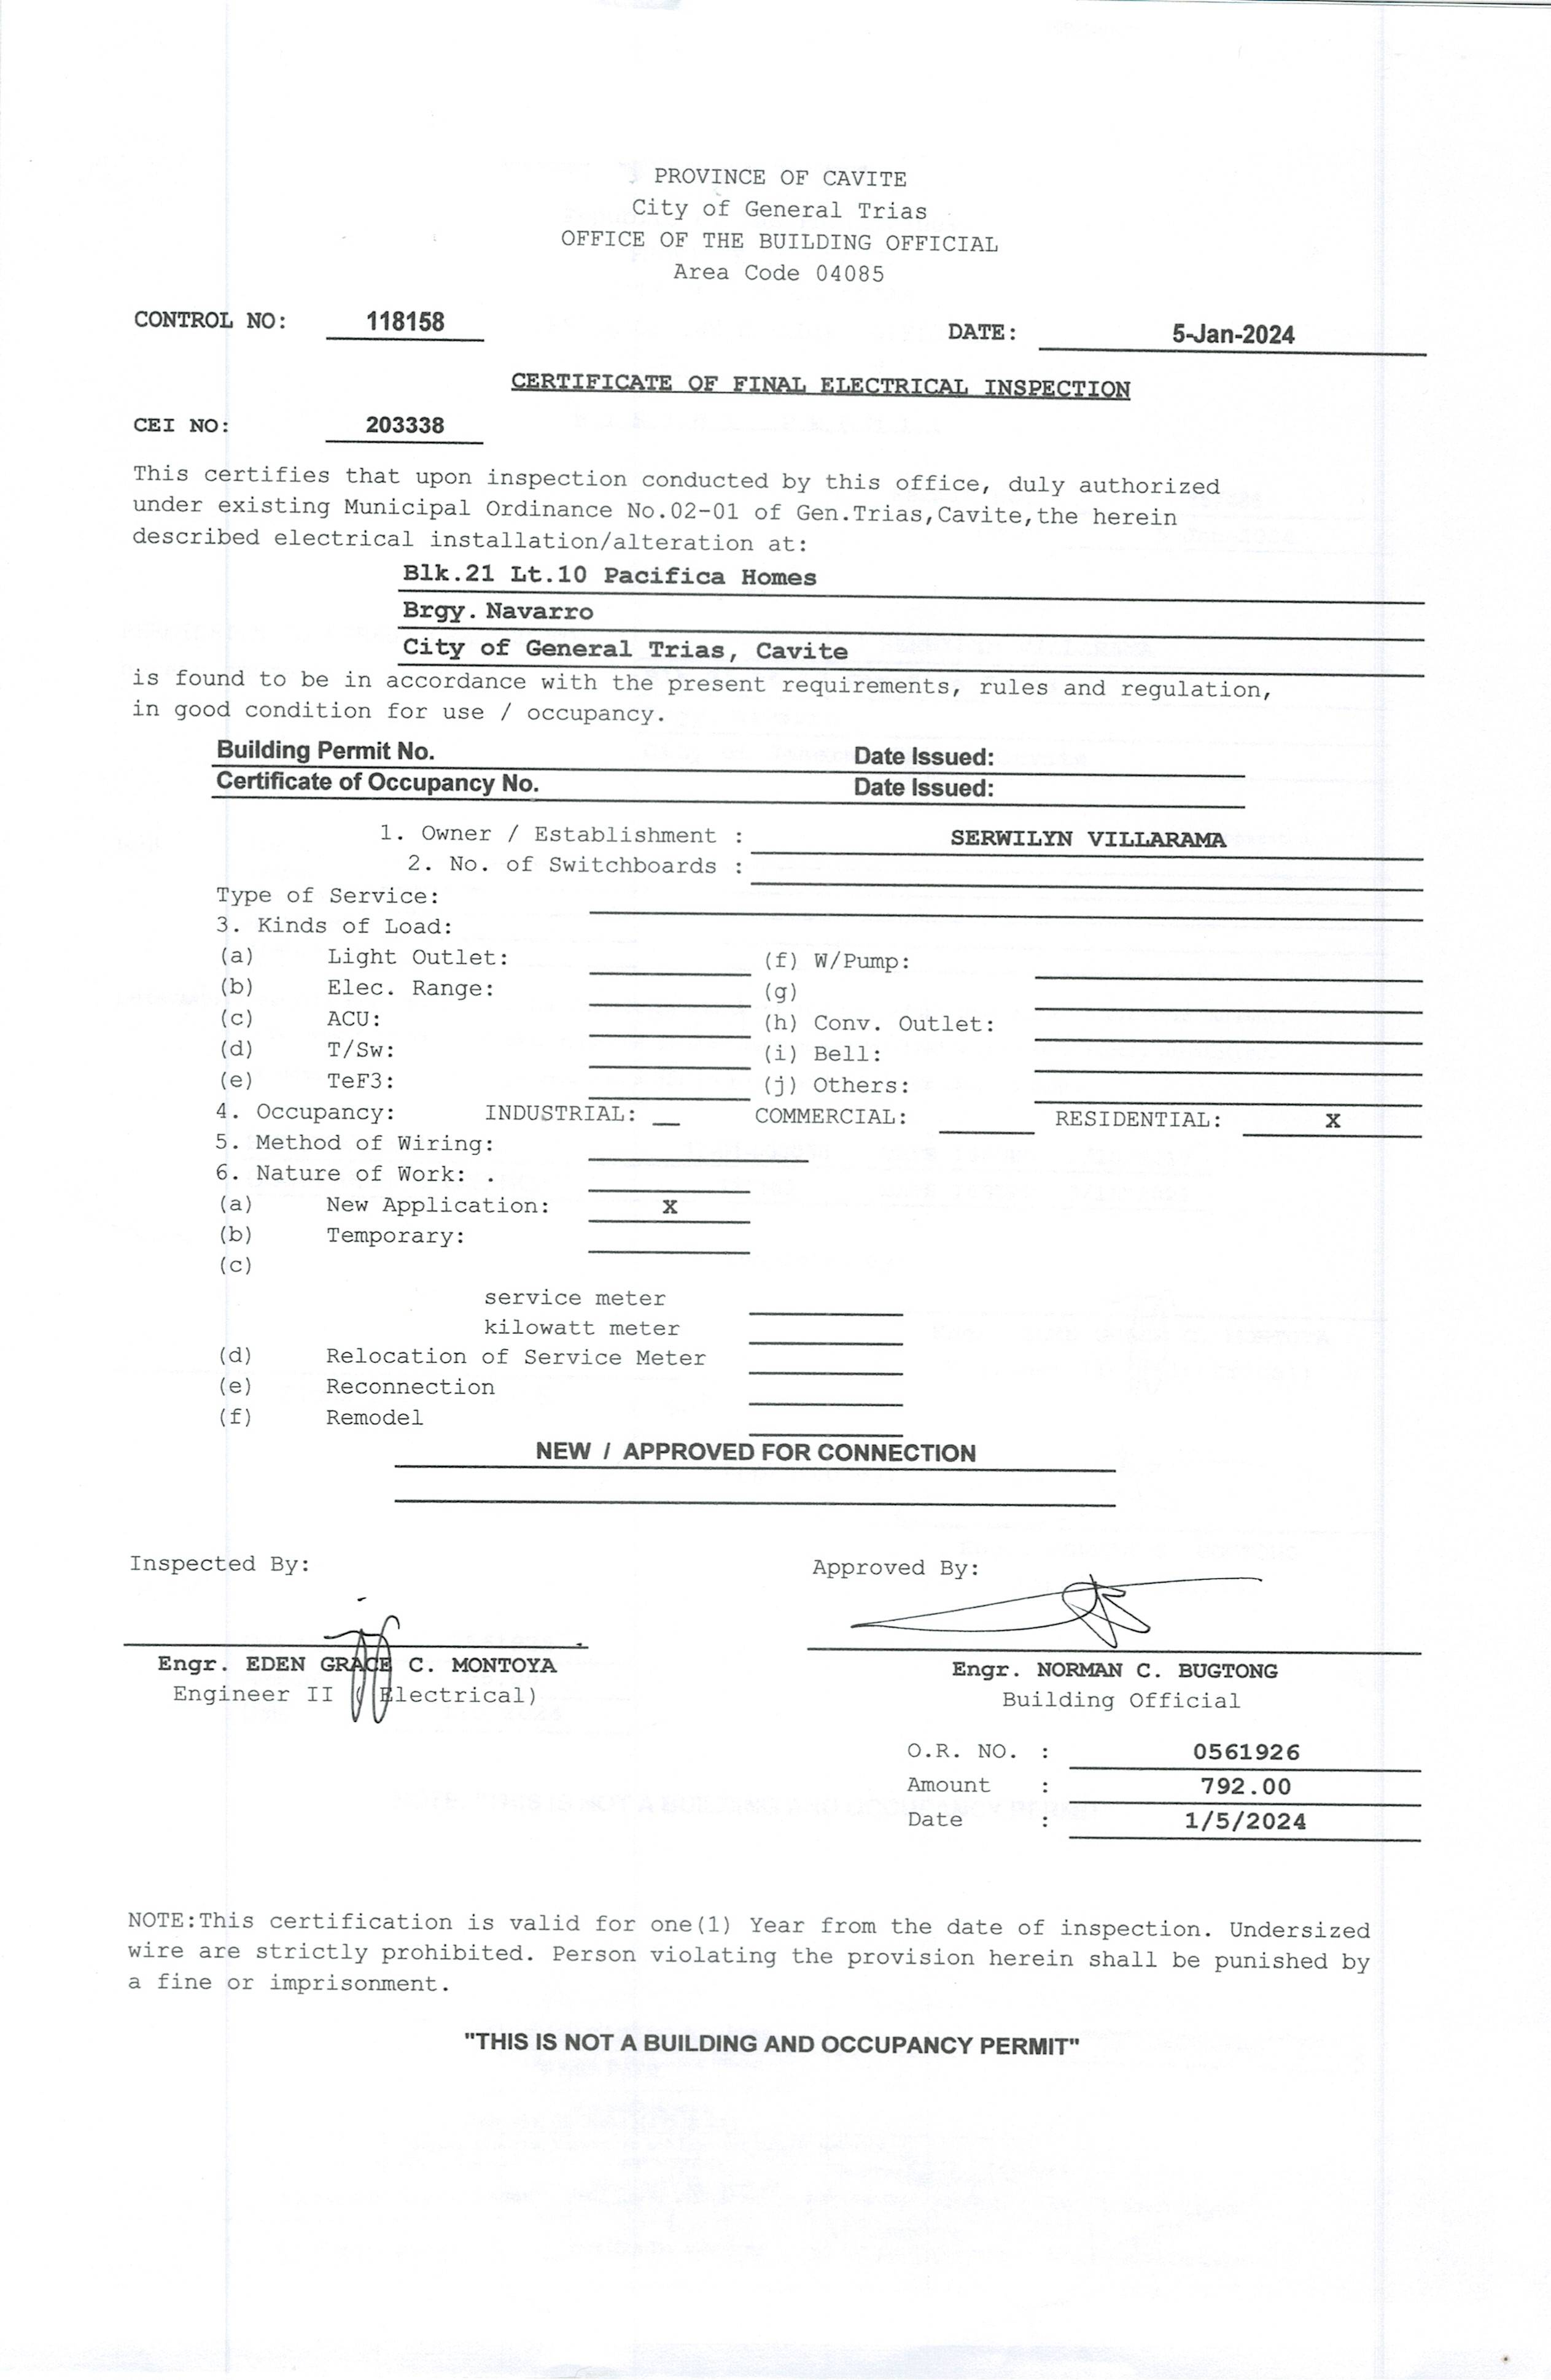 PROVINCE OF CAVITE
City of General Trias
OFFICE OF THE BUILDING OFFICIAL
Area Code 04085
CONTROL NO: 118158 DATE: 5-Jan-2024
CERTIFICATE OF FINAL ELECTRICAL INSPECTION
CEI NO: 203338
This certifies that upon inspection conducted by this office, duly authorized
under existing Municipal Ordinance No.02-01 of Gen.Trias,Cavite,the herein
described electrical installation/alteration at:
Blk.21 Lt.10 Pacifica Homes
Brgy. Navarro
City of General Trias, Cavite
is found to be in accordance with the present requirements, rules and regulation,
in good condition for use / occupancy.
Building Permit No. Date Issued:
Certificate of Occupancy No. Date Issued:
1. Owner / Establishment : SERWILYN VILLARAMA
2. No. of Switchboards :
Type of Service:
3. Kinds of Load:
(a) Light Outlet: (f) W/Pump:
(b) Elec. Range: (g)
(c) ACU: (h) Conv. Outlet:
(d) T/Sw: (i) Bell:
(e) TeF3: (j) Others:
4. Occupancy: INDUSTRIAL: COMMERCIAL: RESIDENTIAL: X
5. Method of Wiring:
6. Nature of Work: .
(a) New Application: X
(b) Temporary:
(c)
service meter
kilowatt meter
(d) Relocation of Service Meter
(e) Reconnection
(f) Remodel
NEW / APPROVED FOR CONNECTION
Inspected By: Approved By:
Engr. EDEN GRACE C. MONTOYA Engr. NORMAN C. BUGTONG
Engineer II (Electrical) Building Official
O.R. NO. : 0561926
Amount : 792.00
Date : 1/5/2024
NOTE:This certification is valid for one(1) Year from the date of inspection. Undersized
wire are strictly prohibited. Person violating the provision herein shall be punished by
a fine or imprisonment.
"THIS IS NOT A BUILDING AND OCCUPANCY PERMIT"